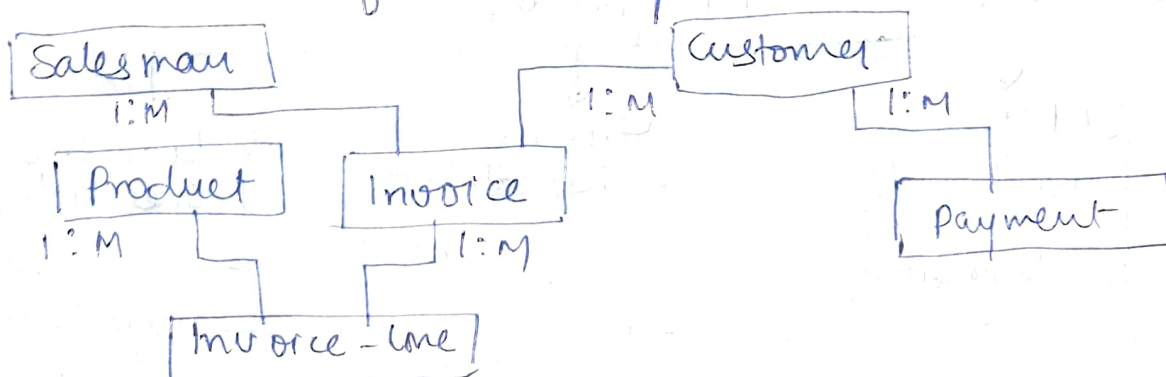 Salesman
Customer
1:M
1:M
1:M
Product
Invoice
Payment
1:M
1:M
Invoice-line